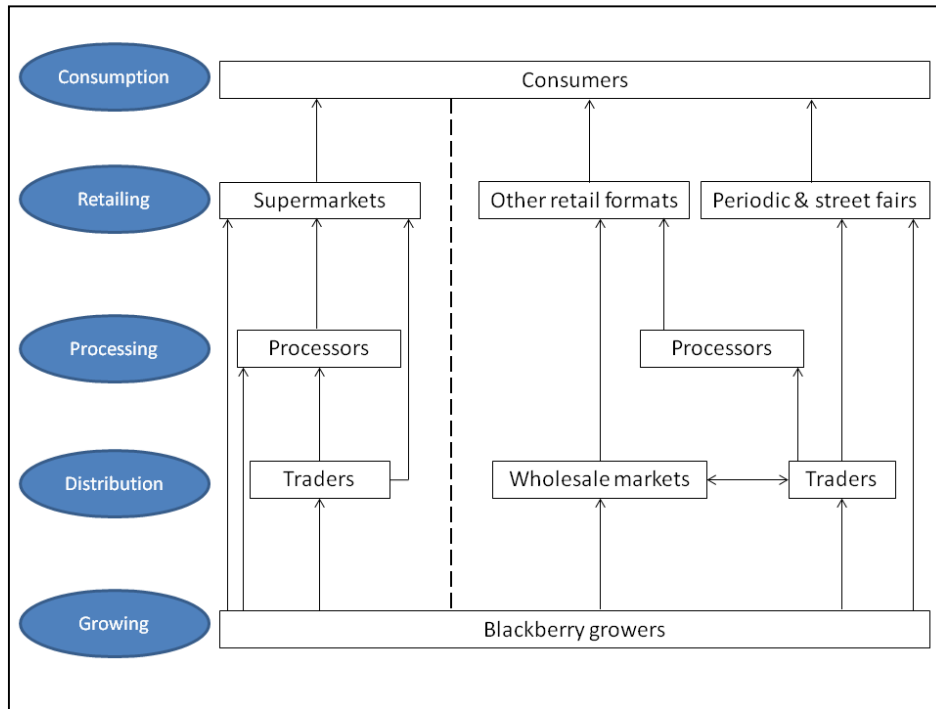 Consumption
Consumers
Retailing
Supermarkets
Other retail formats
Periodic & street fairs
Processing
Processors
Processors
Distribution
Traders
Wholesale markets
Traders
Growing
Blackberry growers